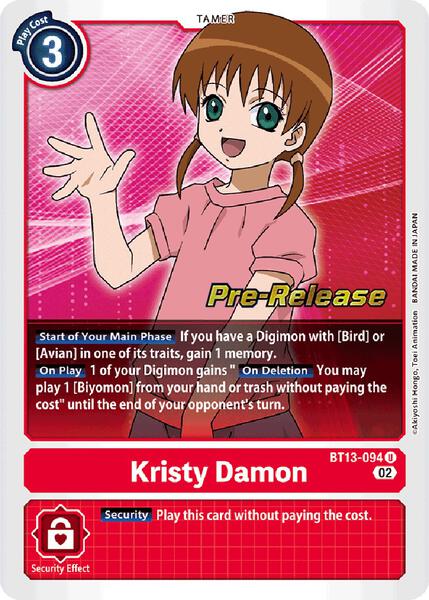 TAMER
Play Cost
3
Pre-Release
Start of Your Main Phase If you have a Digimon with [Bird] or
[Avian] in one of its traits, gain 1 memory.
On Play 1 of your Digimon gains " On Deletion You may
play 1 [Biyomon] from your hand or trash without paying the
cost" until the end of your opponent's turn.
©Akiyoshi Hongo, Toei Animation BANDAI MADE IN JAPAN
BT13-094 U
Kristy Damon
02
Security Play this card without paying the cost.
Security Effect